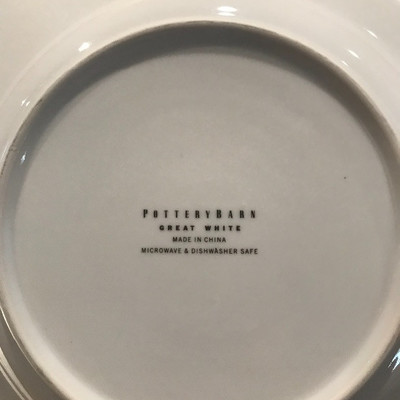 POTTERYBARN
GREAT WHITE
MADE IN CHINA
MICROWAVE & DISHWASHER SAFE